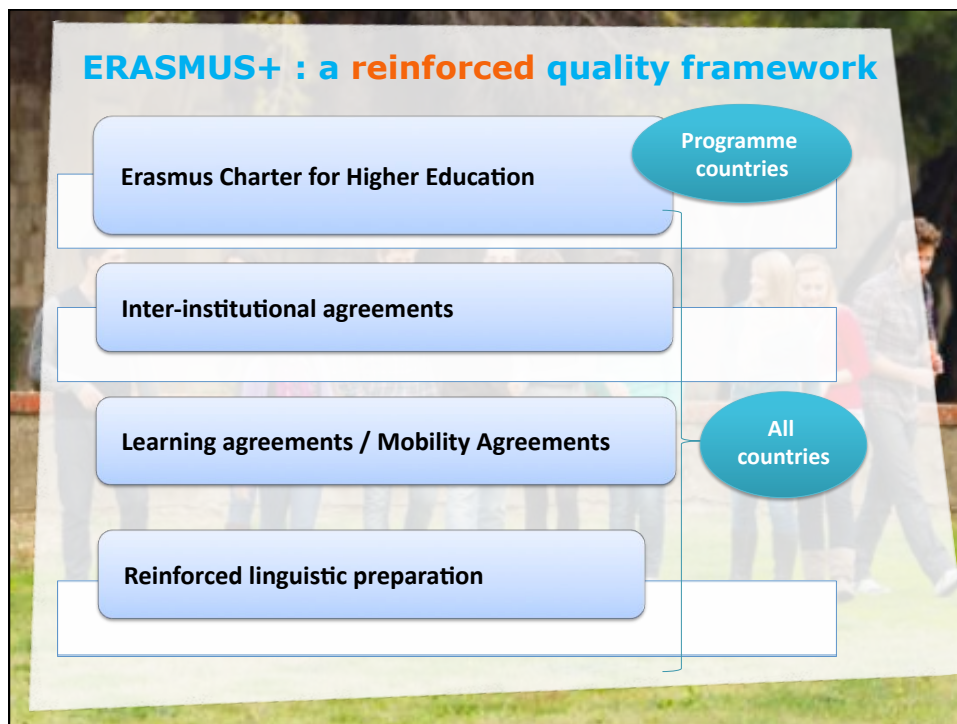 ERASMUS+ : a reinforced quality framework
Programme
countries
Erasmus Charter for Higher Education
Inter-institutional agreements
Learning agreements / Mobility Agreements
All
countries
Reinforced linguistic preparation